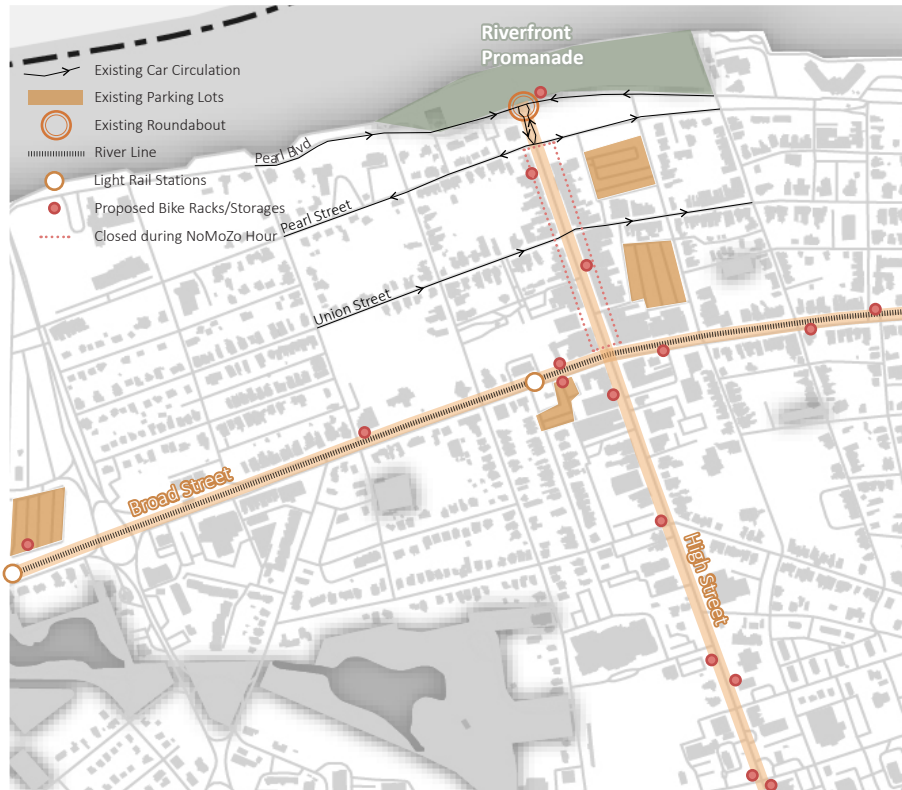 Riverfront
Promanade
Existing Car Circulation
Existing Parking Lots
Existing Roundabout
River Line
Light Rail Stations
Proposed Bike Racks/Storages
Closed during NoMoZo Hour
Pearl Blvd
Pearl Street
Union Street
Broad Street
High Street